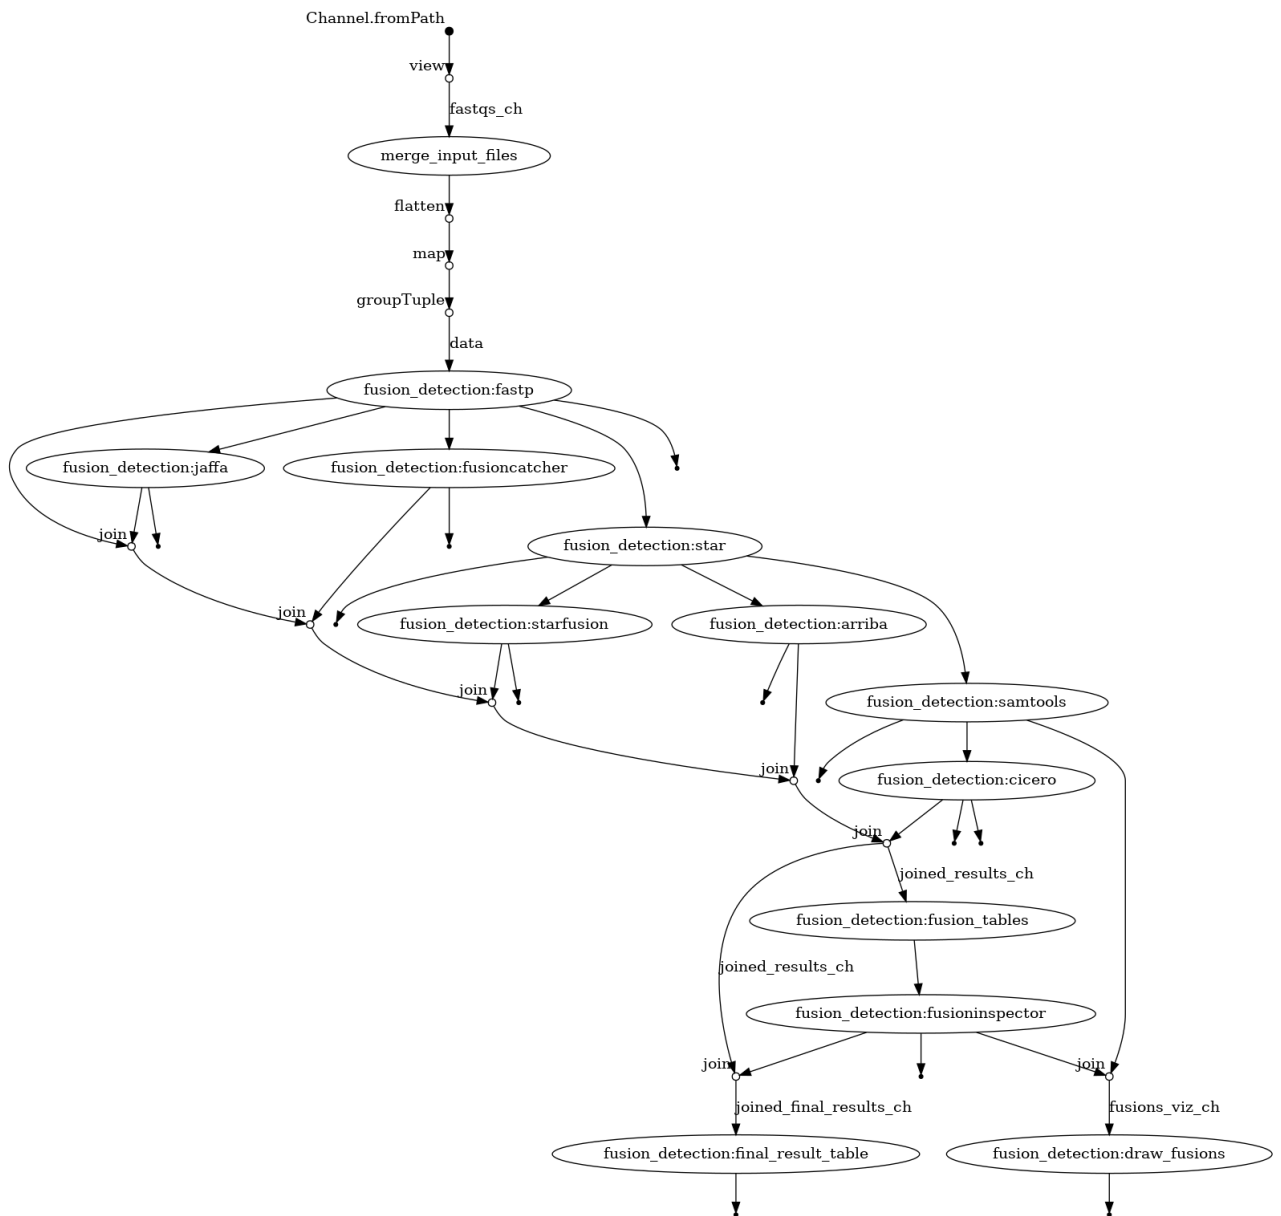 Channel.fromPath
view
fastqs_ch
merge_input_files
flatten
map
groupTuple
data
fusion_detection:fastp
fusion_detection:jaffa
fusion_detection:fusioncatcher
join
fusion_detection:star
join
fusion_detection:starfusion
fusion_detection:arriba
join
fusion_detection:samtools
join
fusion_detection:cicero
join
joined_results_ch
fusion_detection:fusion_tables
joined_results_ch
fusion_detection:fusioninspector
join
join
joined_final_results_ch
fusions_viz_ch
fusion_detection:final_result_table
fusion_detection:draw_fusions